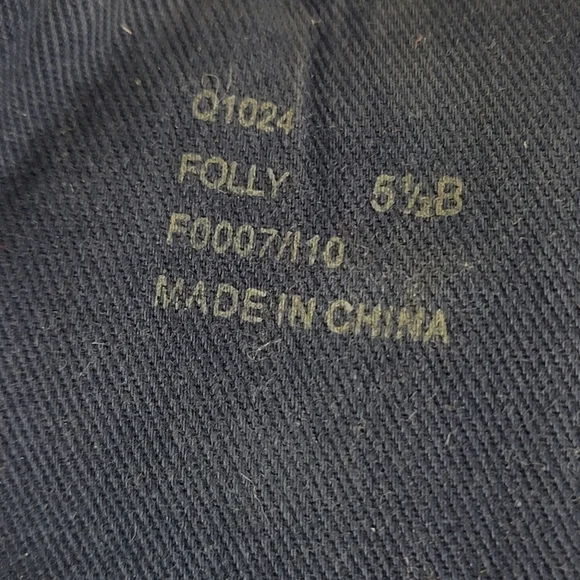 Q1024
FOLLY 5½B
F0007/I10
MADE IN CHINA